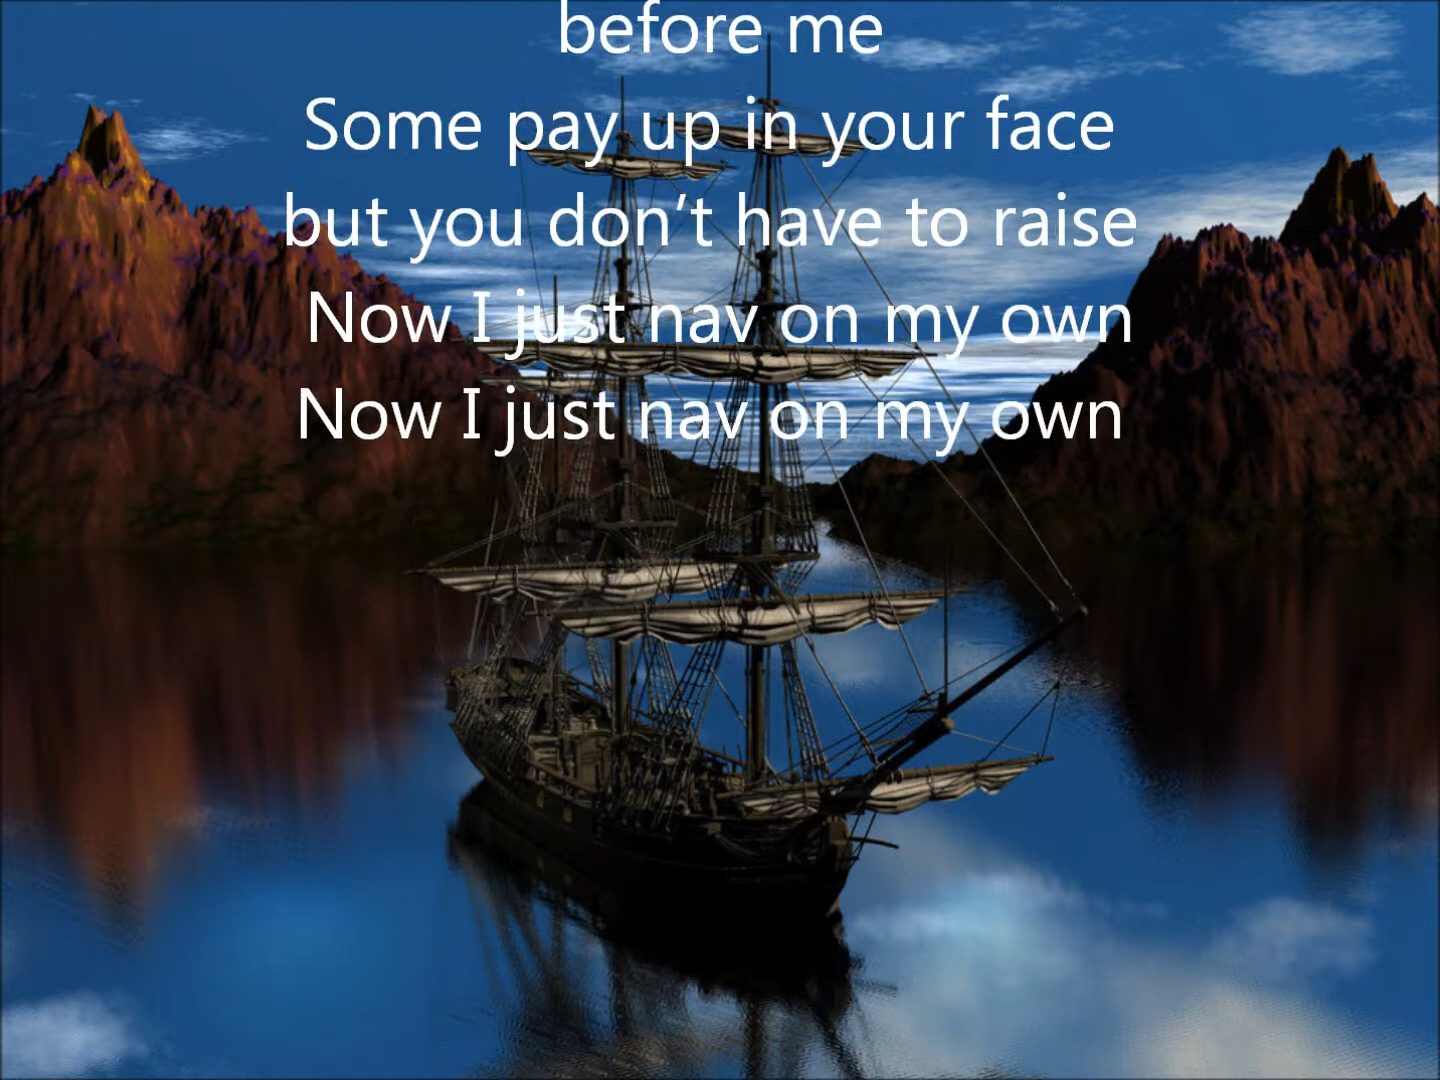 before me
Some pay up in your face
but you don’t have to raise
Now I just nav on my own
Now I just nav on my own